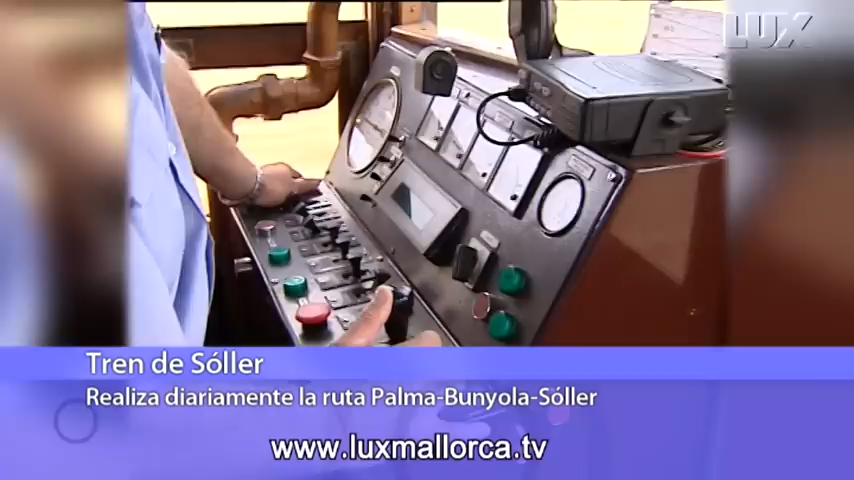 LUX
Tren de Sóller
Realiza diariamente la ruta Palma-Bunyola-Sóller
www.luxmallorca.tv